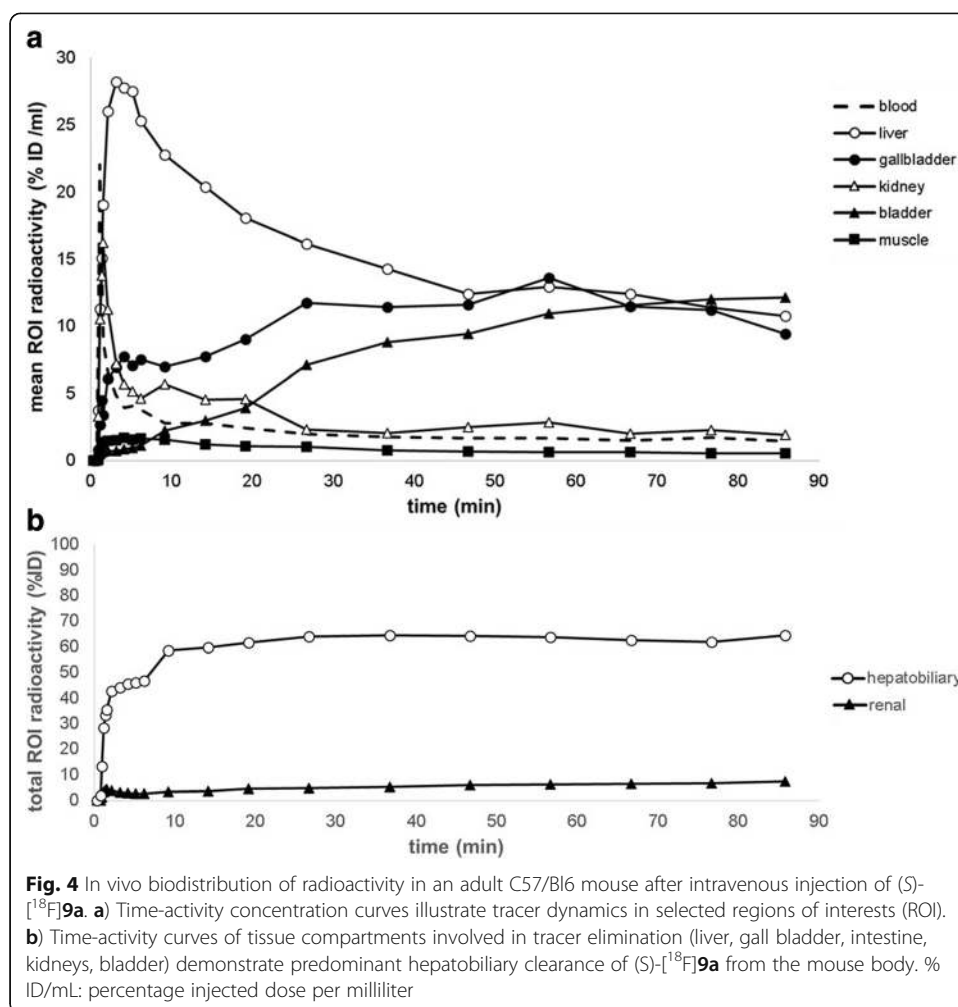 a
30
25
20
15
10
5
0
mean ROI radioactivity (% ID /ml)
0 10 20 30 40 50 60 70 80 90
time (min)
blood
liver
gallbladder
kidney
bladder
muscle
b
100
90
80
70
60
50
40
30
20
10
0
total ROI radioactivity (%ID)
0 10 20 30 40 50 60 70 80 90
time (min)
hepatobiliary
renal
Fig. 4 In vivo biodistribution of radioactivity in an adult C57/Bl6 mouse after intravenous injection of (S)-
[¹⁸F]9a. a) Time-activity concentration curves illustrate tracer dynamics in selected regions of interests (ROI).
b) Time-activity curves of tissue compartments involved in tracer elimination (liver, gall bladder, intestine,
kidneys, bladder) demonstrate predominant hepatobiliary clearance of (S)-[¹⁸F]9a from the mouse body. %
ID/mL: percentage injected dose per milliliter